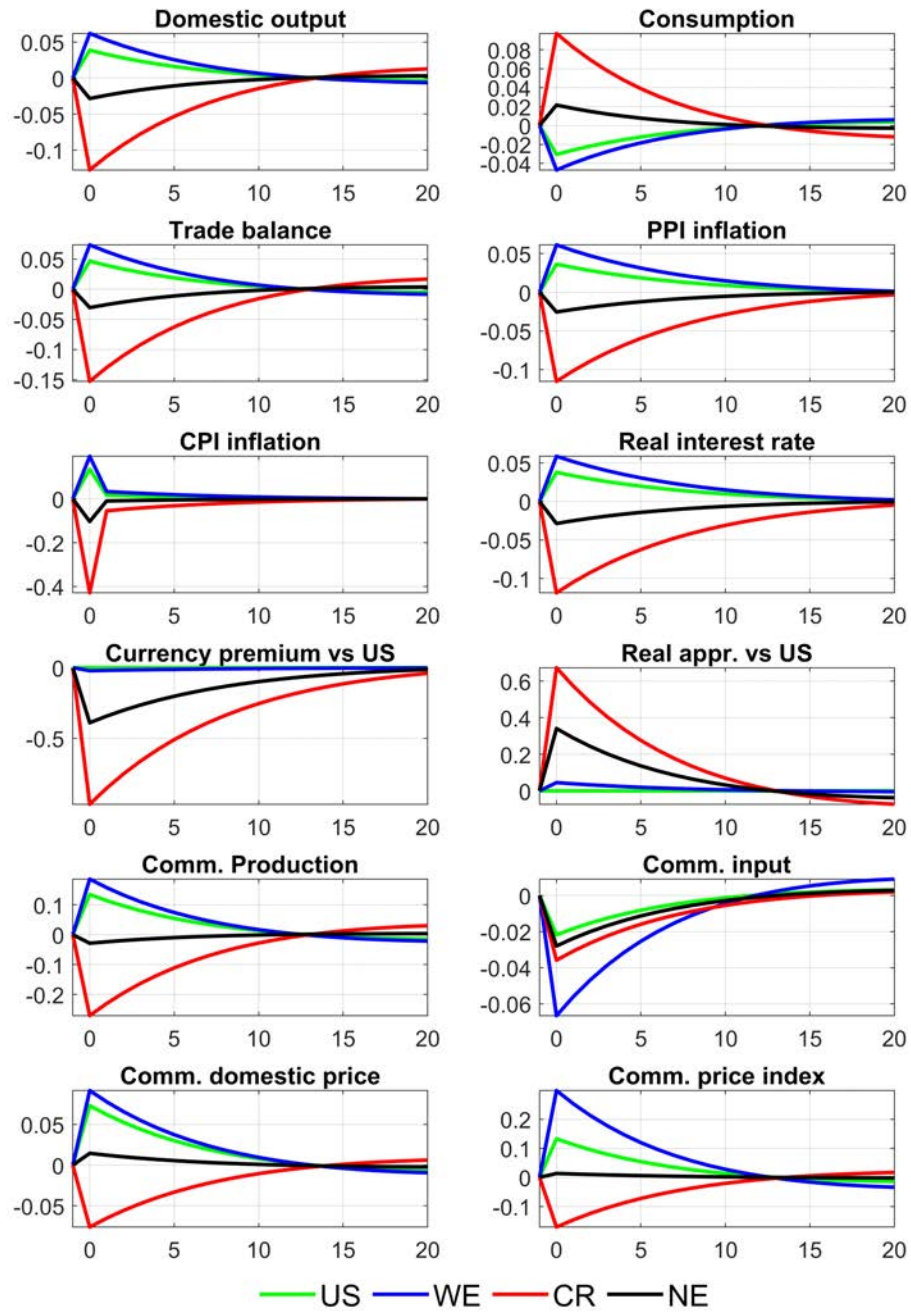 Domestic output
0.05
0
-0.05
-0.1
0 5 10 15 20
Consumption
0.08
0.06
0.04
0.02
0
-0.02
-0.04
0 5 10 15 20
Trade balance
0.05
0
-0.05
-0.1
-0.15
0 5 10 15 20
PPI inflation
0.05
0
-0.05
-0.1
0 5 10 15 20
CPI inflation
0
-0.2
-0.4
0 5 10 15 20
Real interest rate
0.05
0
-0.05
-0.1
0 5 10 15 20
Currency premium vs US
0
-0.5
0 5 10 15 20
Real appr. vs US
0.6
0.4
0.2
0
0 5 10 15 20
Comm. Production
0.1
0
-0.1
-0.2
0 5 10 15 20
Comm. input
0
-0.02
-0.04
-0.06
0 5 10 15 20
Comm. domestic price
0.05
0
-0.05
0 5 10 15 20
Comm. price index
0.2
0.1
0
-0.1
0 5 10 15 20
US WE CR NE